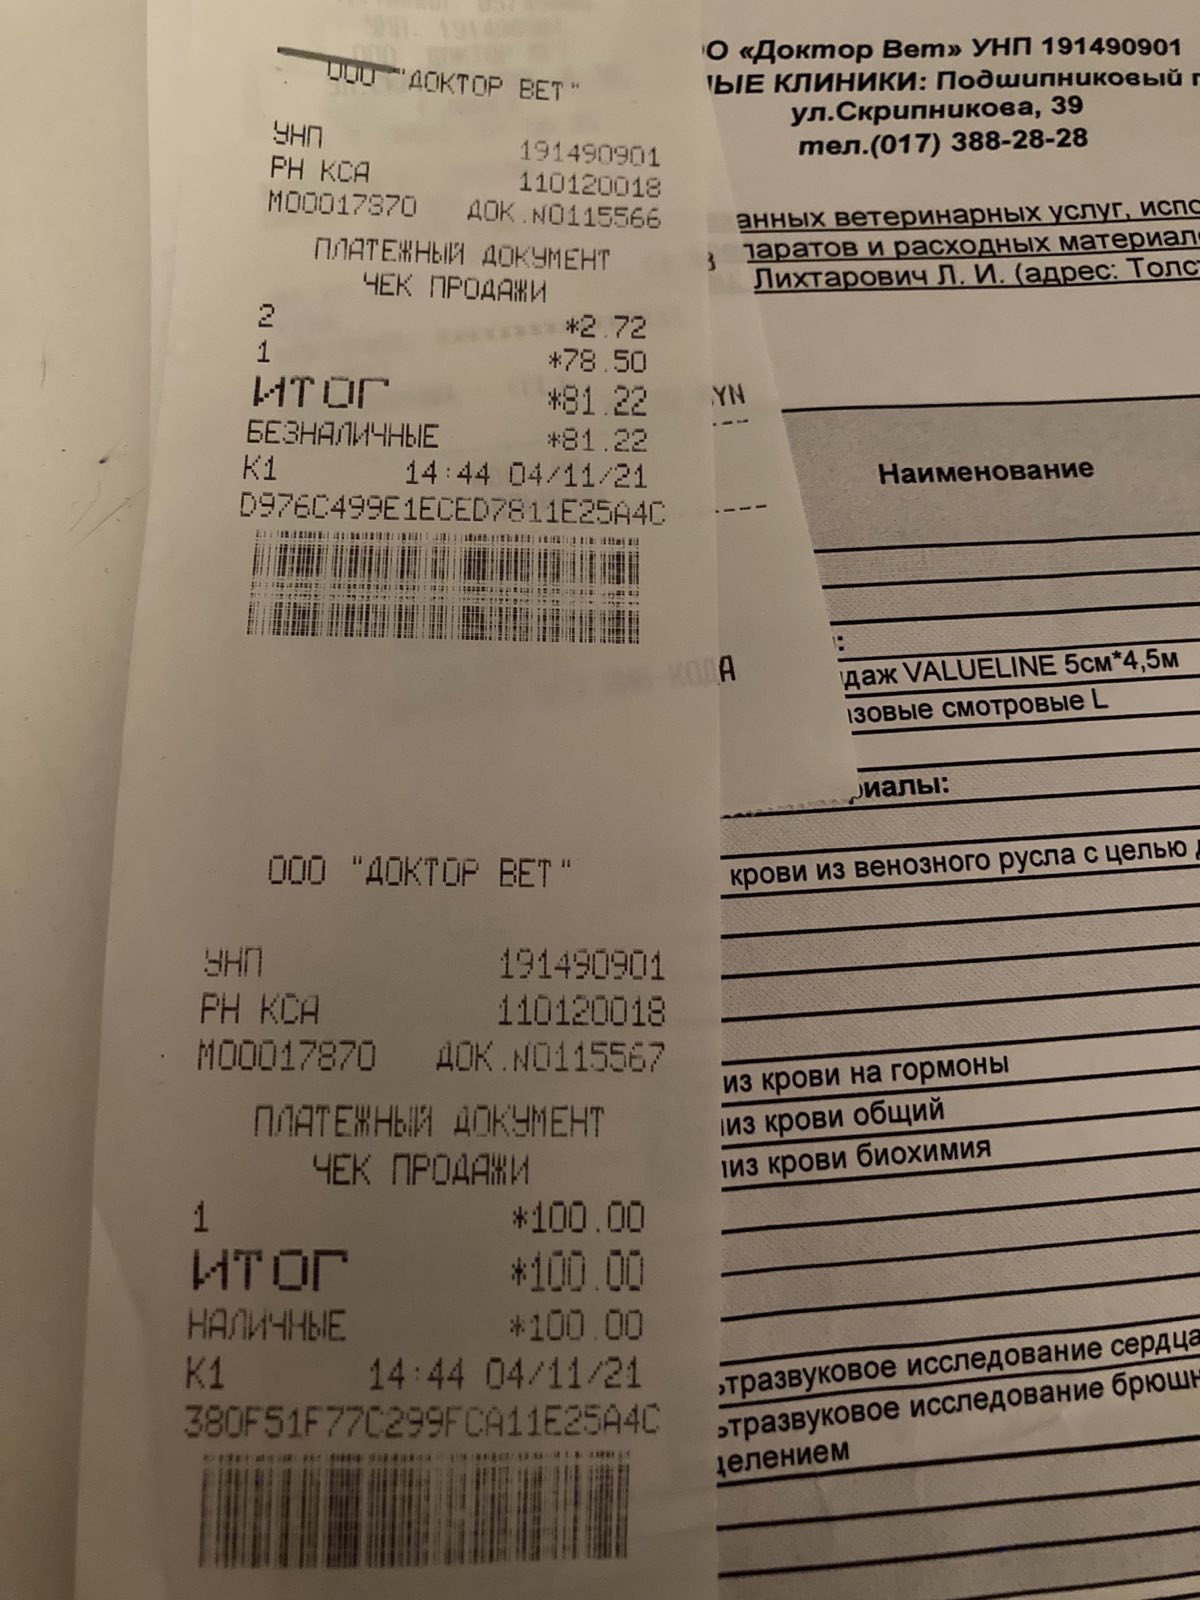 ООО "ДОКТОР ВЕТ"
УНП 191490901
РН КСА 110120018
М00017870 ДОК.N0115566
ПЛАТЕЖНЫЙ ДОКУМЕНТ
ЧЕК ПРОДАЖИ
2 *2.72
1 *78.50
ИТОГ *81.22
БЕЗНАЛИЧНЫЕ *81.22
К1 14:44 04/11/21
D976C499E1ECED7811E25A4C
ООО "ДОКТОР ВЕТ"
УНП 191490901
РН КСА 110120018
М00017870 ДОК.N0115567
ПЛАТЕЖНЫЙ ДОКУМЕНТ
ЧЕК ПРОДАЖИ
1 *100.00
ИТОГ *100.00
НАЛИЧНЫЕ *100.00
К1 14:44 04/11/21
380F51F77C299FCA11E25A4C
YN
ДА
О «Доктор Вет» УНП 191490901
ЫЕ КЛИНИКИ: Подшипниковый п
ул.Скрипникова, 39
тел.(017) 388-28-28
анных ветеринарных услуг, испо
паратов и расходных материал
Лихтарович Л. И. (адрес: Толс
Наименование
даж VALUELINE 5см*4,5м
зовые смотровые L
риалы:
крови из венозного русла с целью
из крови на гормоны
из крови общий
из крови биохимия
тразвуковое исследование сердца
тразвуковое исследование брюшн
делением